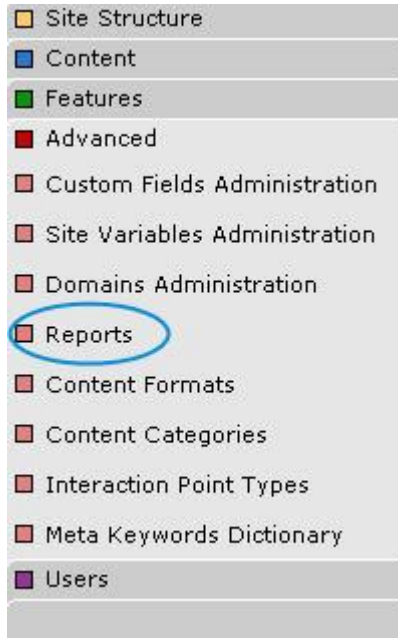 Site Structure
Content
Features
Advanced
Custom Fields Administration
Site Variables Administration
Domains Administration
Reports
Content Formats
Content Categories
Interaction Point Types
Meta Keywords Dictionary
Users